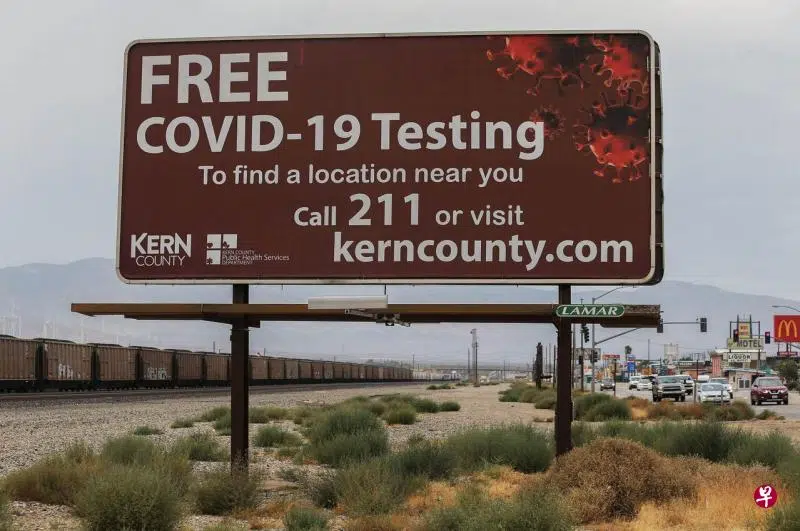 FREE
COVID-19 Testing
To find a location near you
Call 211 or visit
kerncounty.com
KERN
COUNTY
KERN COUNTY
Public Health Services
DEPARTMENT
LAMAR
MOTEL
LIQUOR
早